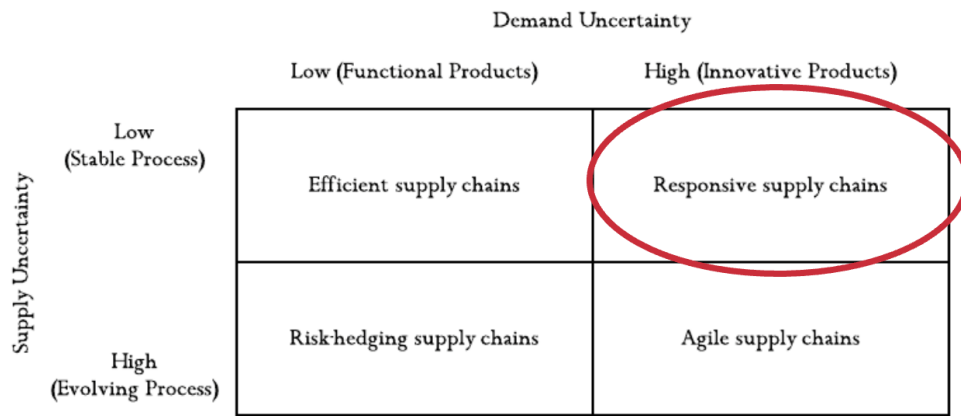 Demand Uncertainty
Low (Functional Products)
High (Innovative Products)
Low
(Stable Process)
Efficient supply chains
Responsive supply chains
Supply Uncertainty
High
(Evolving Process)
Risk-hedging supply chains
Agile supply chains